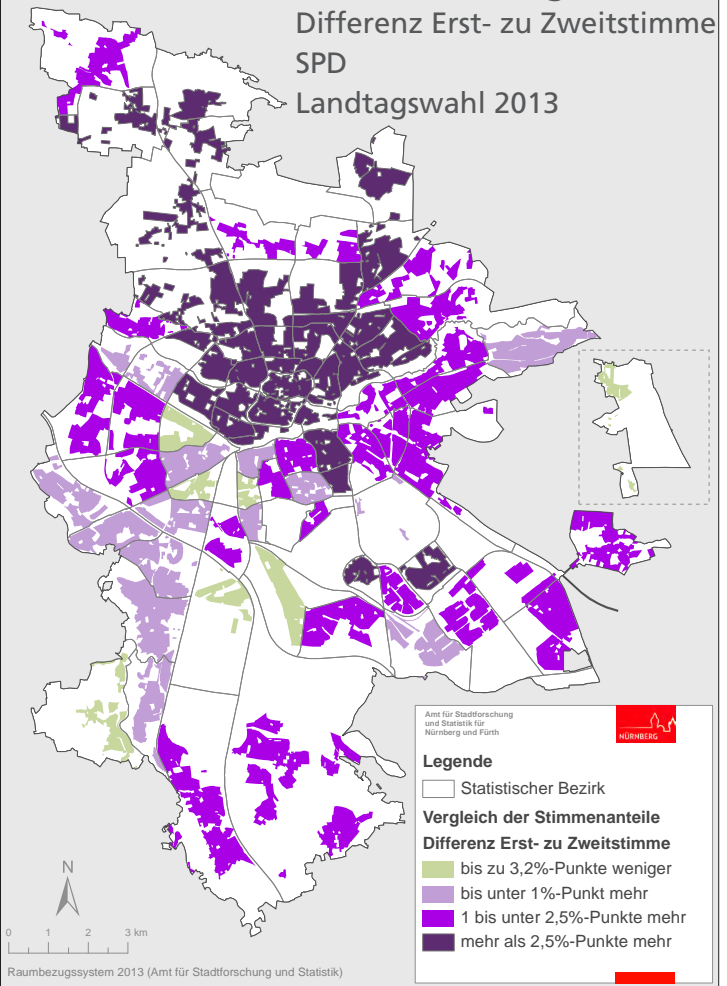 Differenz Erst- zu Zweitstimme
SPD
Landtagswahl 2013
Amt für Stadtforschung
und Statistik für
Nürnberg und Fürth
NÜRNBERG
Legende
Statistischer Bezirk
Vergleich der Stimmenanteile
Differenz Erst- zu Zweitstimme
bis zu 3,2%-Punkte weniger
bis unter 1%-Punkt mehr
1 bis unter 2,5%-Punkte mehr
mehr als 2,5%-Punkte mehr
N
0 1 2 3 km
Raumbezugssystem 2013 (Amt für Stadtforschung und Statistik)